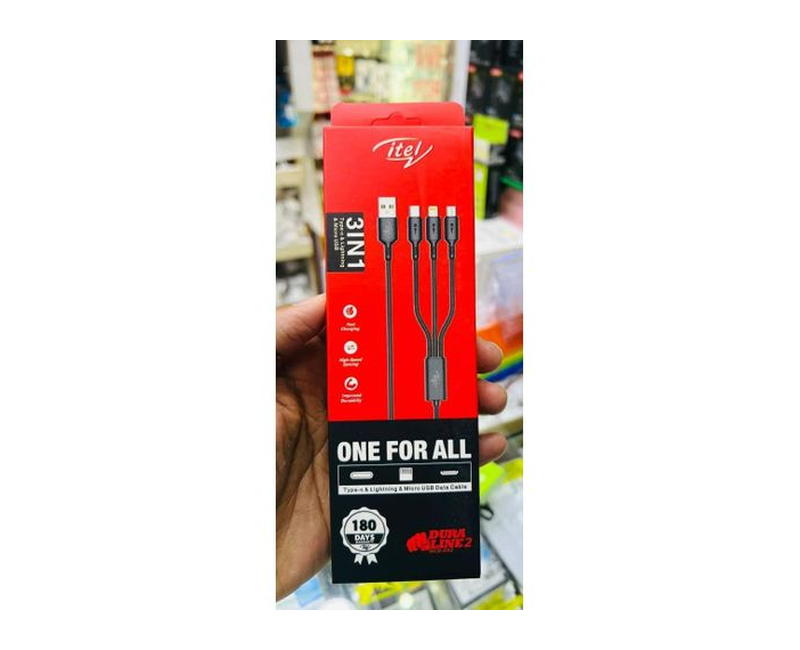 itel
3IN1
Type-c & Lightning
& Micro USB
Fast
Charging
High-Speed
Syncing
Improved
Durability
ONE FOR ALL
Type-c & Lightning & Micro USB Data Cable
180
DAYS
WARRANTY
DURA
LINE 2